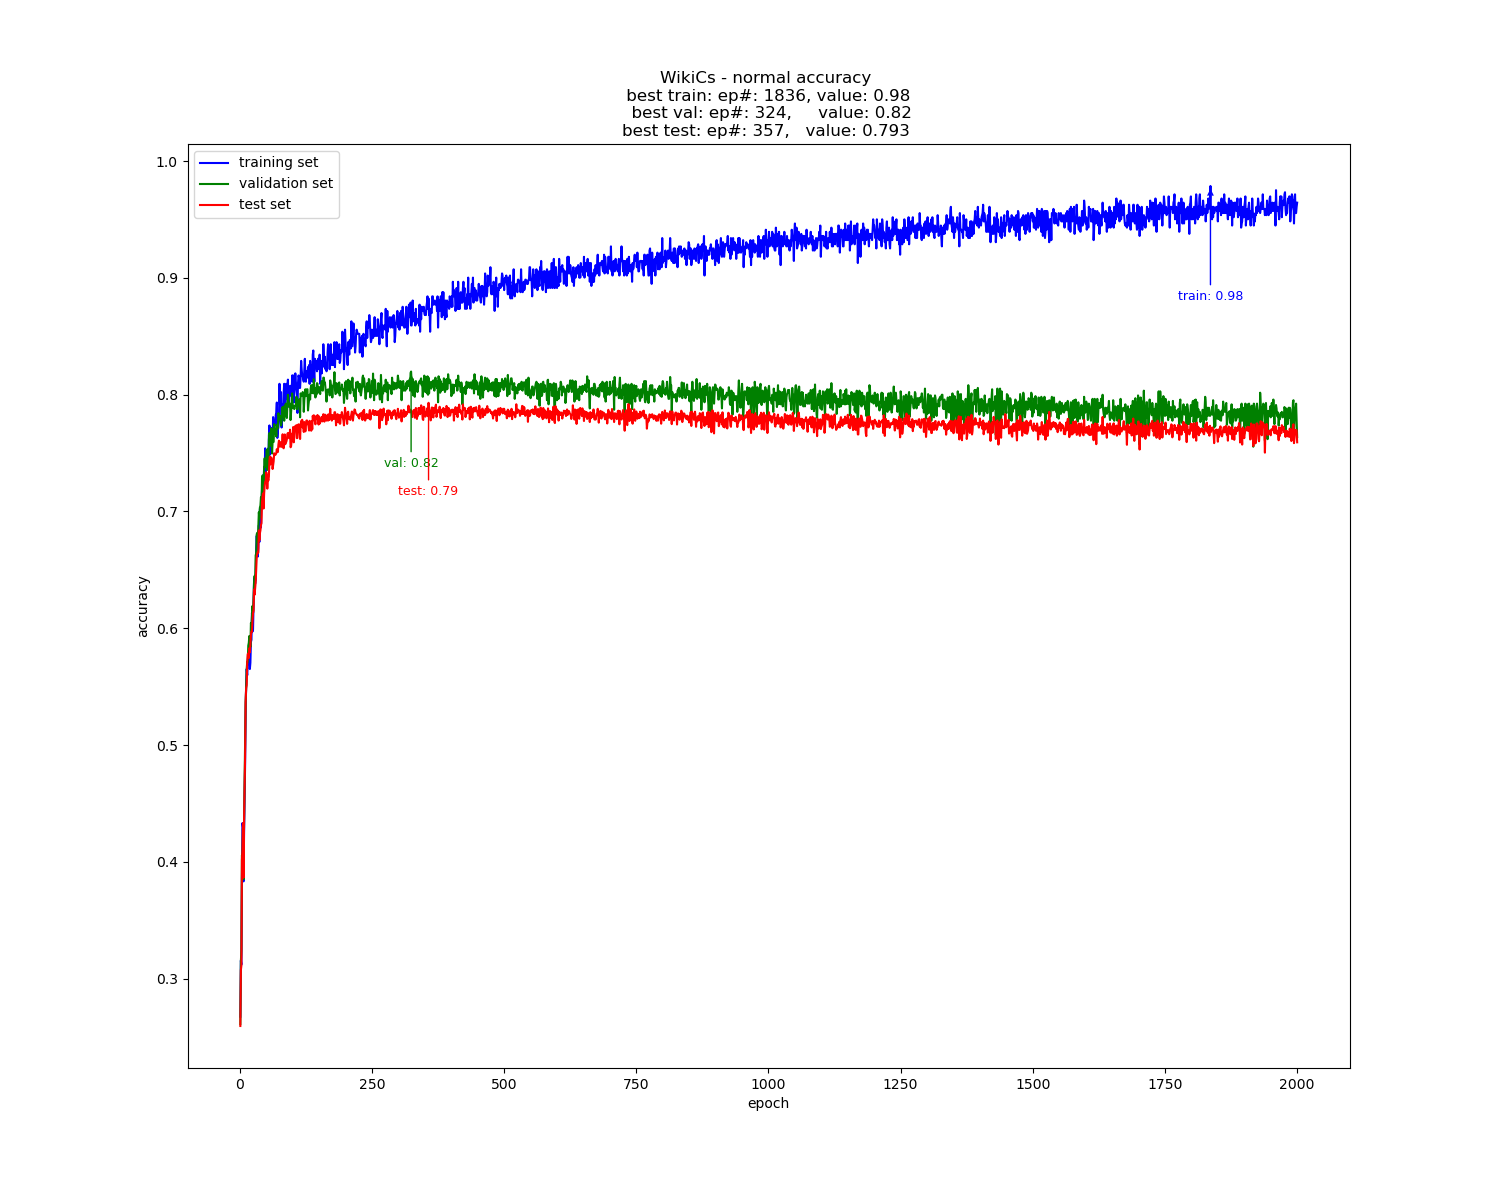 WikiCs - normal accuracy
best train: ep#: 1836, value: 0.98
best val: ep#: 324, value: 0.82
best test: ep#: 357, value: 0.793
training set
validation set
test set
1.0
0.9
0.8
0.7
0.6
0.5
0.4
0.3
accuracy
train: 0.98
val: 0.82
test: 0.79
0 250 500 750 1000 1250 1500 1750 2000
epoch